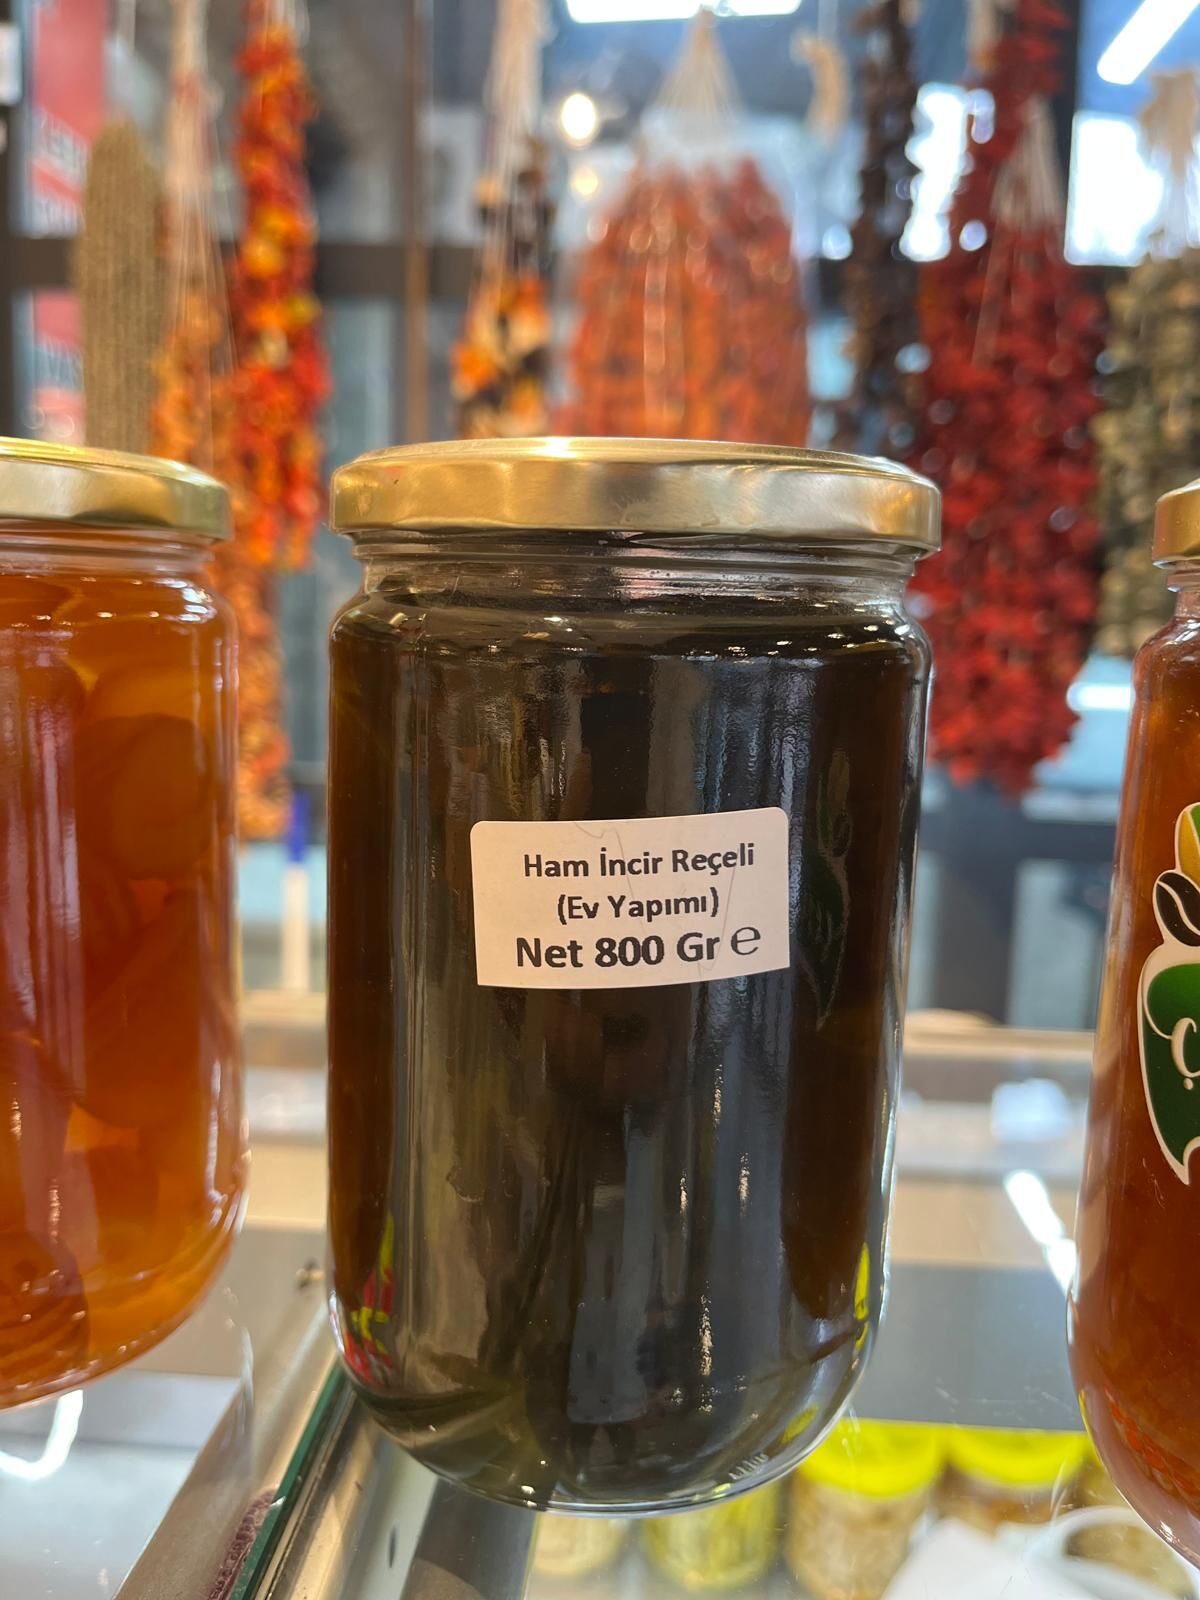 Ham İncir Reçeli
(Ev Yapımı)
Net 800 Gr ℮